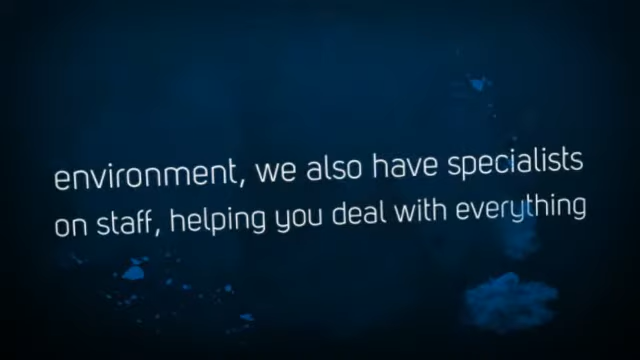 environment, we also have specialists
on staff, helping you deal with everything